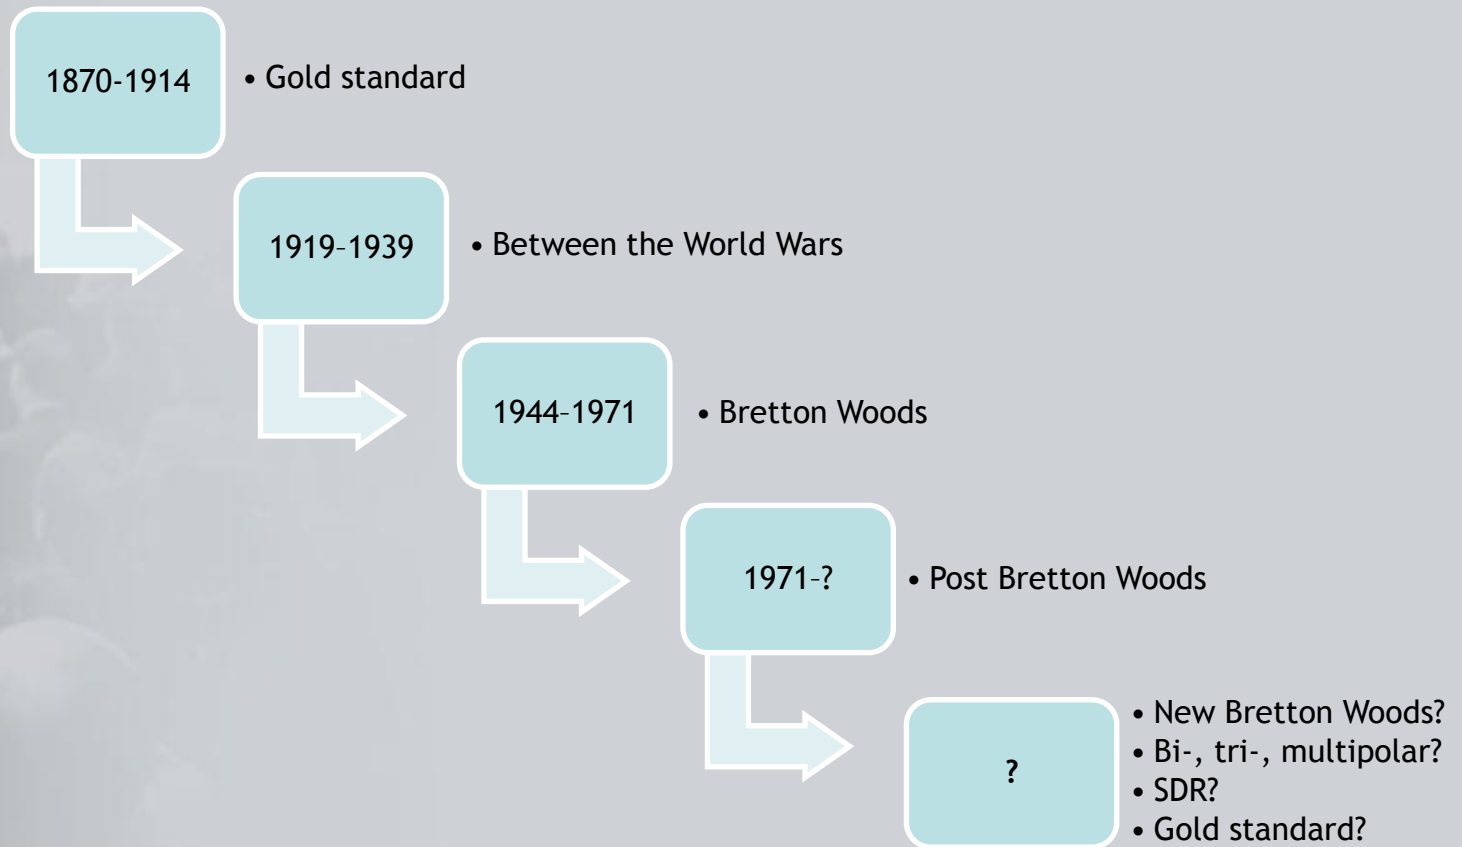 1870-1914
• Gold standard
1919–1939
• Between the World Wars
1944–1971
• Bretton Woods
1971–?
• Post Bretton Woods
?
• New Bretton Woods?
• Bi-, tri-, multipolar?
• SDR?
• Gold standard?